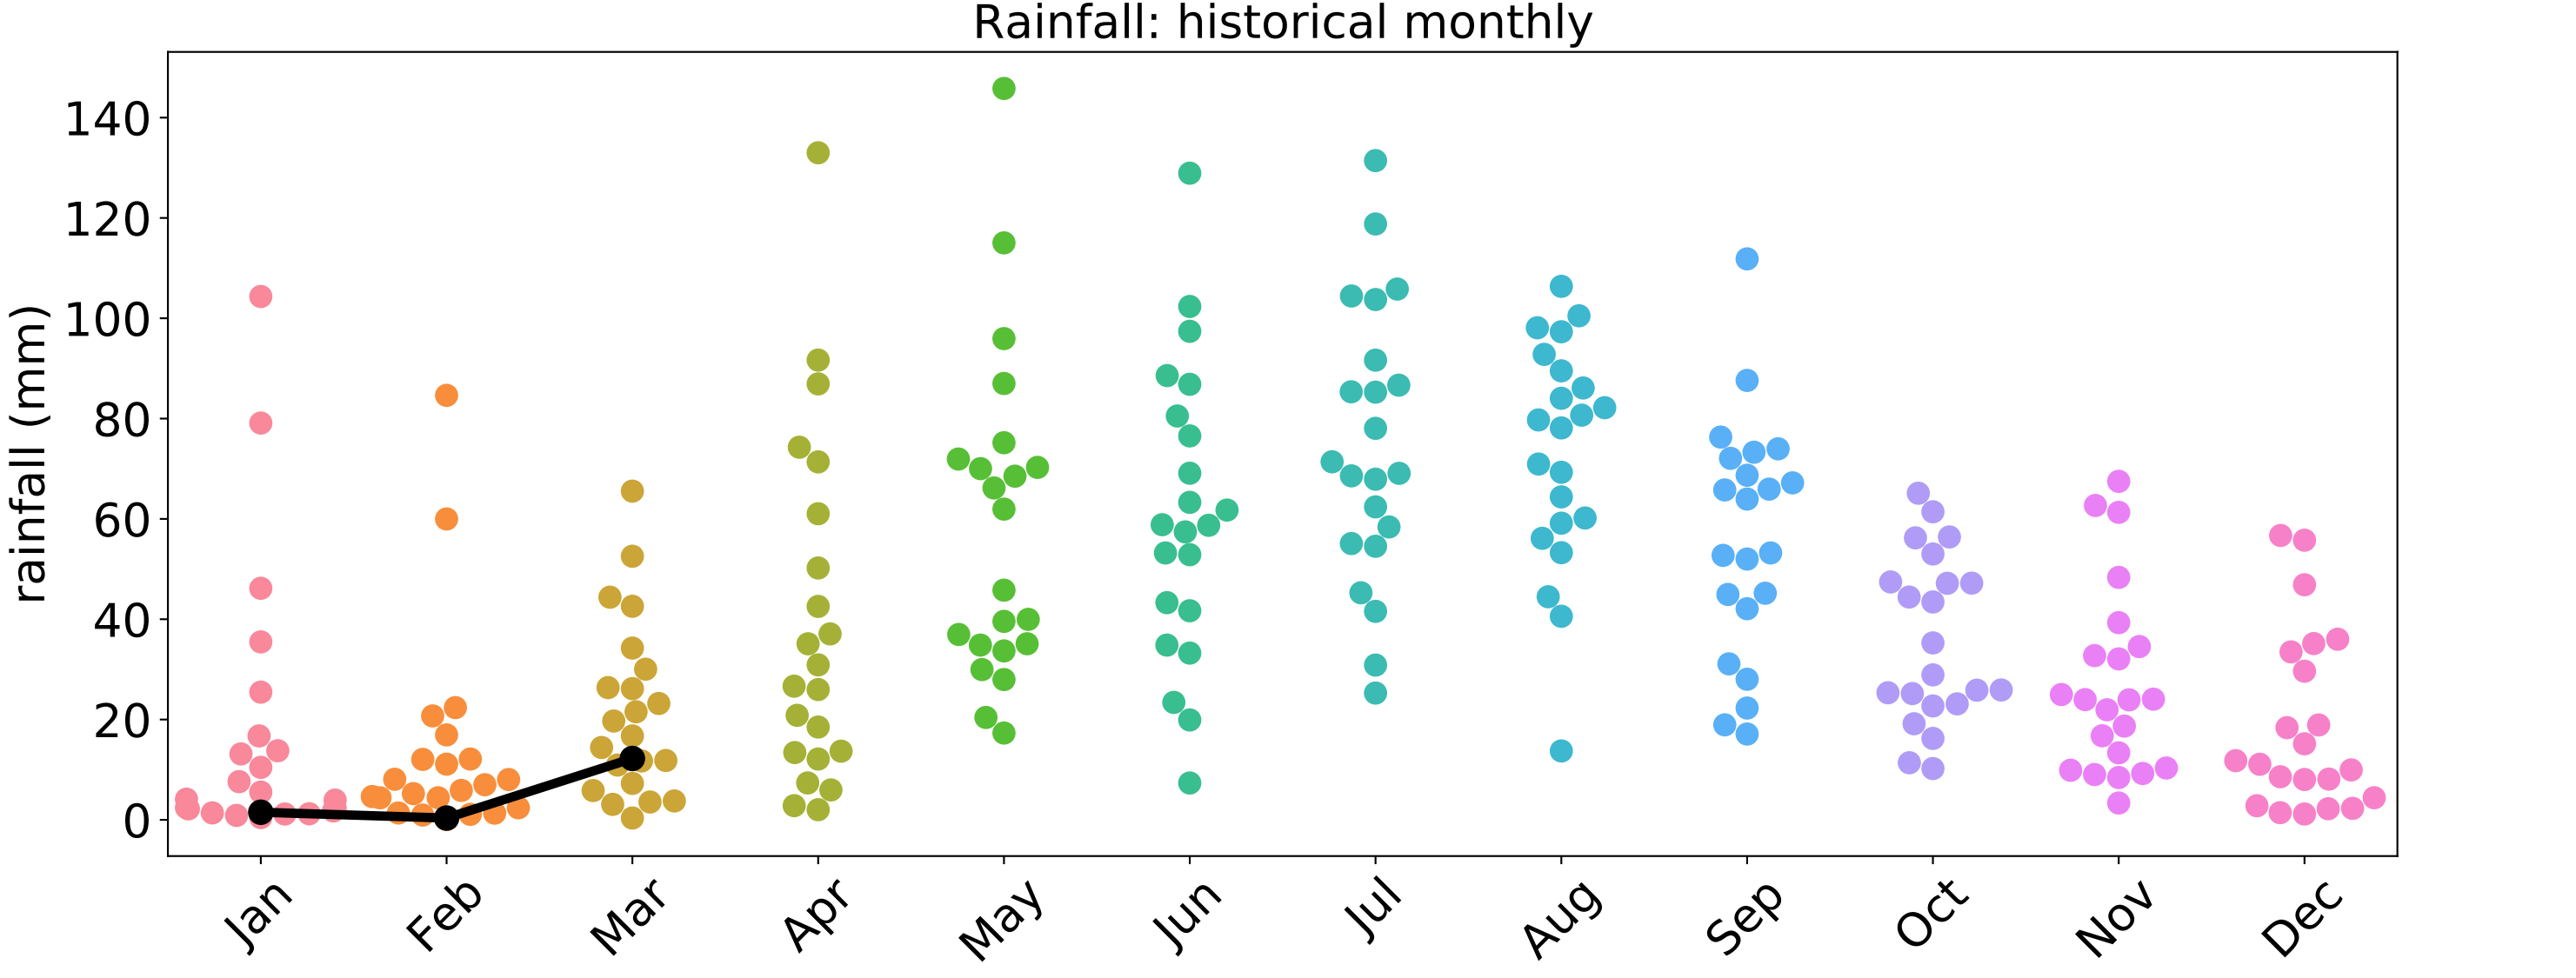 Rainfall: historical monthly
rainfall (mm)
140
120
100
80
60
40
20
0
Jan
Feb
Mar
Apr
May
Jun
Jul
Aug
Sep
Oct
Nov
Dec